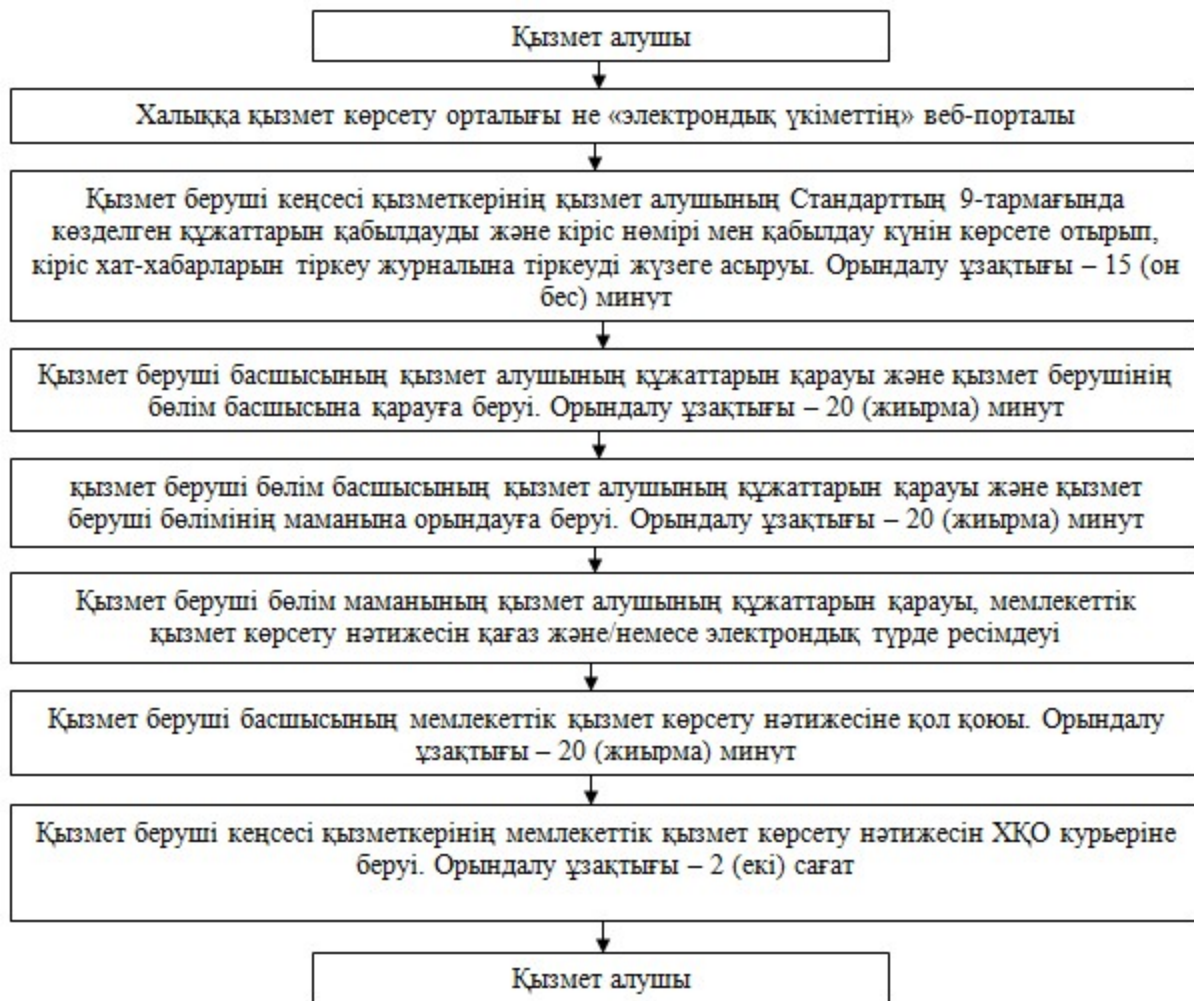 Қызмет алушы
Халыққа қызмет көрсету орталығы не «электрондық үкіметтің» веб-порталы
Қызмет беруші кеңсесі қызметкерінің қызмет алушының Стандарттың 9-тармағында
көзделген құжаттарын қабылдауды және кіріс нөмірі мен қабылдау күнін көрсете отырып,
кіріс хат-хабарларын тіркеу журналына тіркеуді жүзеге асыруы. Орындалу ұзақтығы – 15 (он
бес) минут
Қызмет беруші басшысының қызмет алушының құжаттарын қарауы және қызмет берушінің
бөлім басшысына қарауға беруі. Орындалу ұзақтығы – 20 (жиырма) минут
қызмет беруші бөлім басшысының қызмет алушының құжаттарын қарауы және қызмет
беруші бөлімінің маманына орындауға беруі. Орындалу ұзақтығы – 20 (жиырма) минут
Қызмет беруші бөлім маманының қызмет алушының құжаттарын қарауы, мемлекеттік
қызмет көрсету нәтижесін қағаз және/немесе электрондық түрде ресімдеуі
Қызмет беруші басшысының мемлекеттік қызмет көрсету нәтижесіне қол қоюы. Орындалу
ұзақтығы – 20 (жиырма) минут
Қызмет беруші кеңсесі қызметкерінің мемлекеттік қызмет көрсету нәтижесін ХҚО курьеріне
беруі. Орындалу ұзақтығы – 2 (екі) сағат
Қызмет алушы